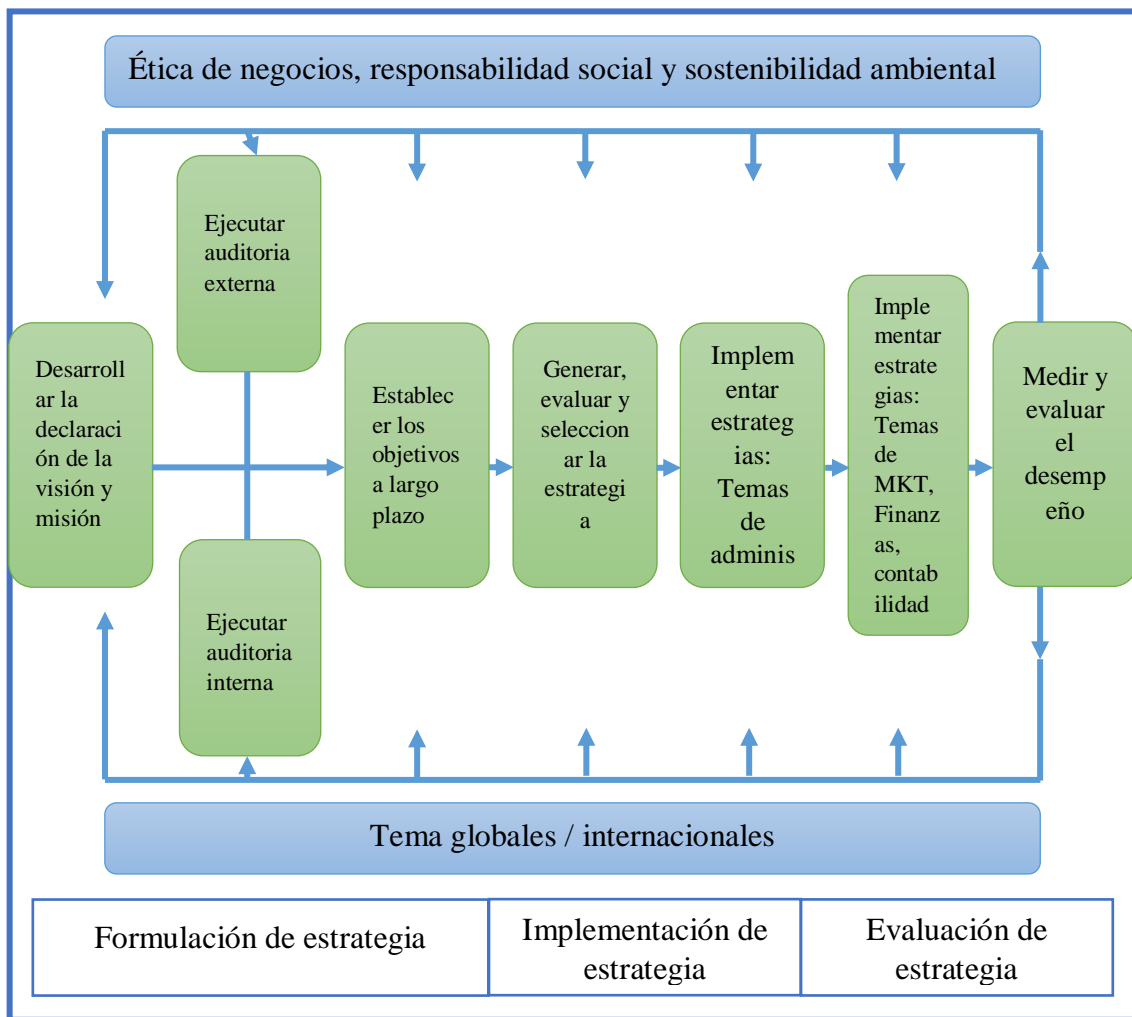 Ética de negocios, responsabilidad social y sostenibilidad ambiental
Ejecutar
auditoria
externa
Desarroll
ar la
declaraci
ón de la
visión y
misión
Ejecutar
auditoria
interna
Establec
er los
objetivos
a largo
plazo
Generar,
evaluar y
seleccion
ar la
estrategi
a
Implem
entar
estrateg
ias:
Temas
de
adminis
Imple
mentar
estrate
gias:
Temas
de
MKT,
Finanz
as,
contab
ilidad
Medir y
evaluar
el
desemp
eño
Tema globales / internacionales
Formulación de estrategia
Implementación de
estrategia
Evaluación de
estrategia